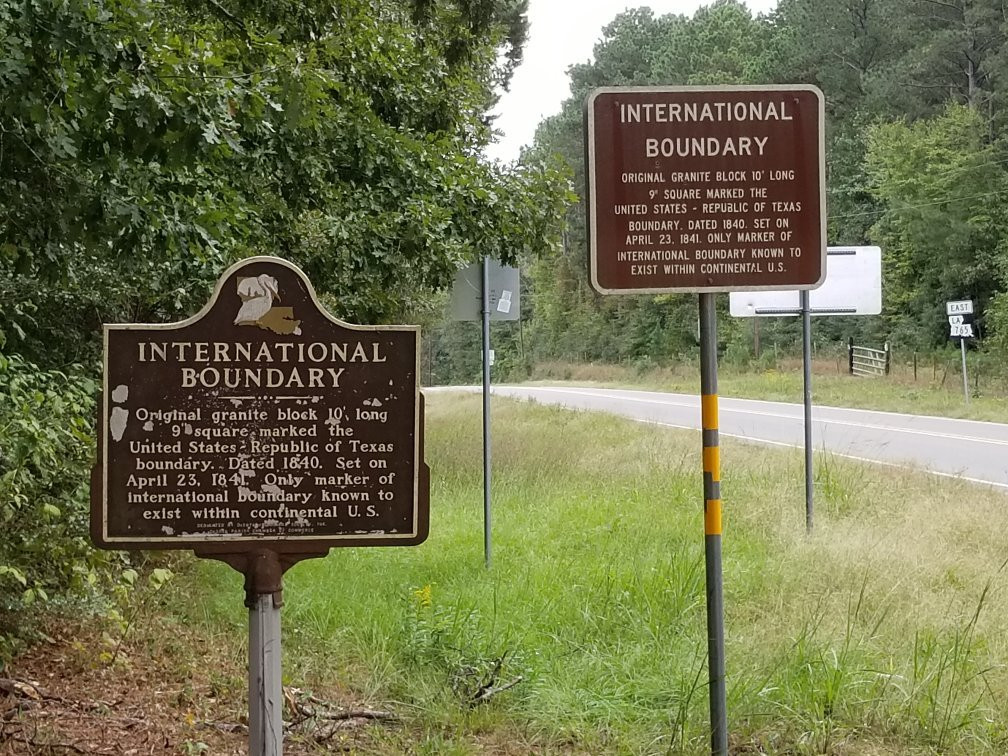 INTERNATIONAL
BOUNDARY
Original granite block 10' long
9" square marked the
United States - Republic of Texas
boundary. Dated 1840. Set on
April 23, 1841. Only marker of
international boundary known to
exist within continental U. S.
INTERNATIONAL
BOUNDARY
ORIGINAL GRANITE BLOCK 10' LONG
9" SQUARE MARKED THE
UNITED STATES - REPUBLIC OF TEXAS
BOUNDARY. DATED 1840. SET ON
APRIL 23, 1841. ONLY MARKER OF
INTERNATIONAL BOUNDARY KNOWN TO
EXIST WITHIN CONTINENTAL U.S.
EAST
LA
765